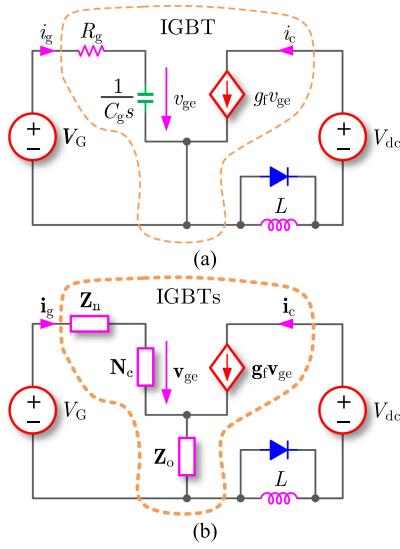 IGBT
i_g R_g i_c
1
C_g s
v_ge g_f v_ge
+
−
V_G
+
−
V_dc
L
(a)
IGBTs
i_g Z_n i_c
N_c v_ge g_f v_ge
+
−
V_G
+
−
V_dc
Z_o L
(b)